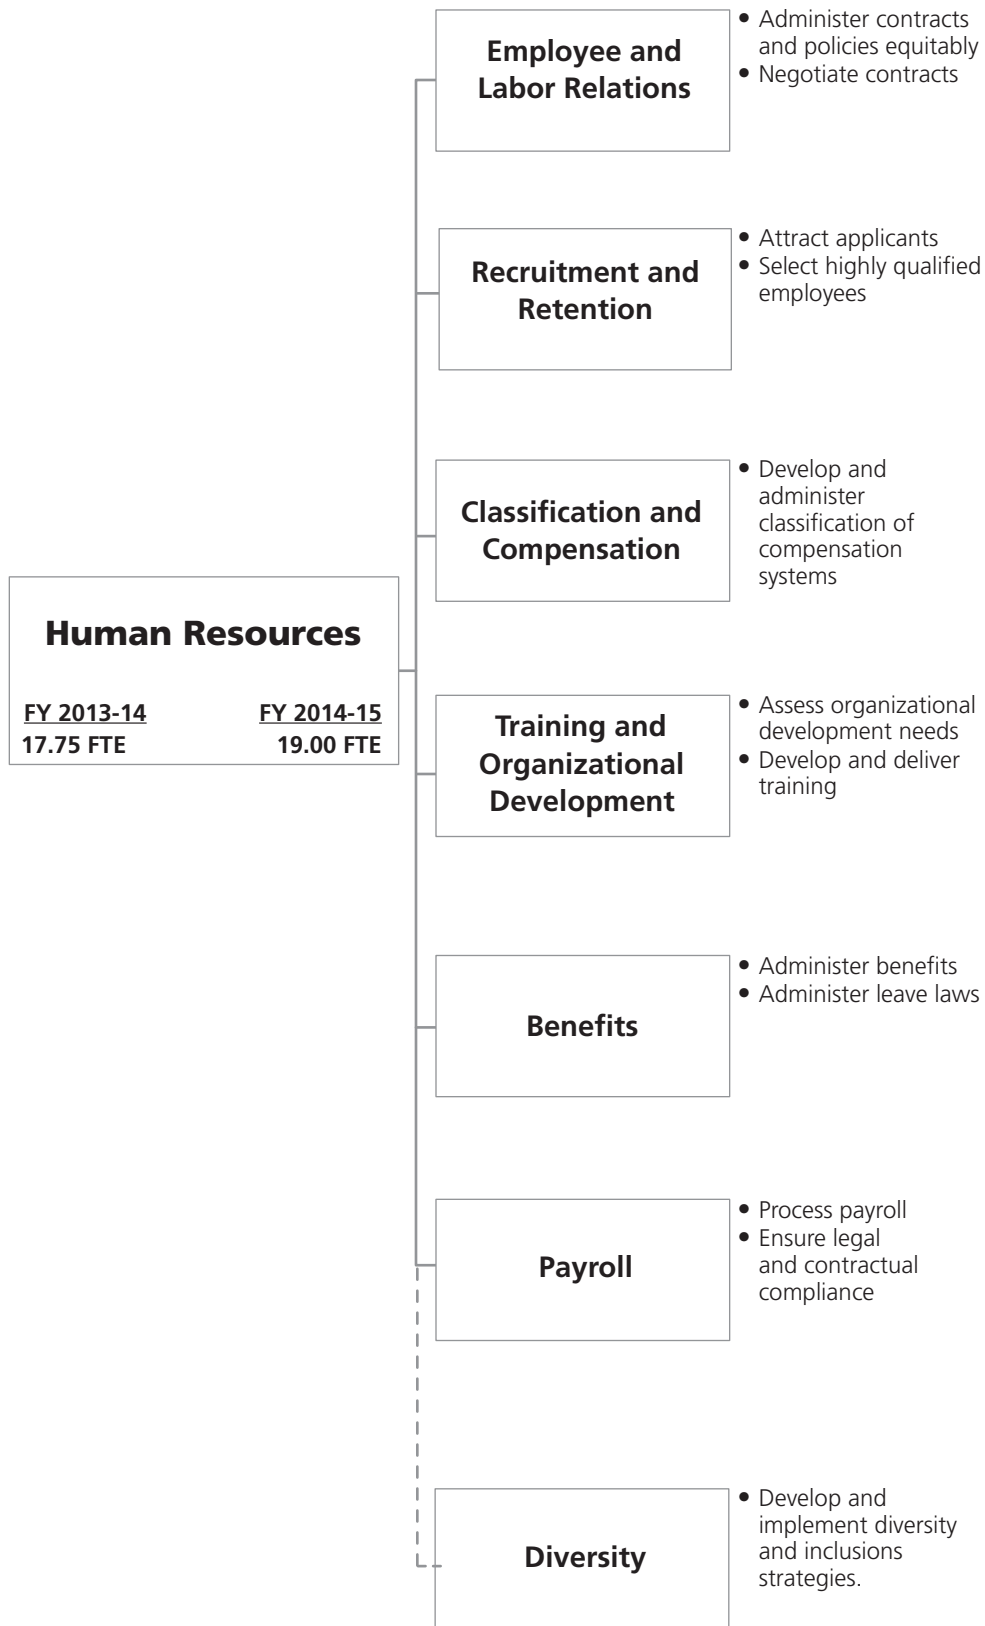 Employee and
Labor Relations
• Administer contracts
and policies equitably
• Negotiate contracts
Recruitment and
Retention
• Attract applicants
• Select highly qualified
employees
Classification and
Compensation
• Develop and
administer
classification of
compensation
systems
Human Resources
FY 2013-14 FY 2014-15
17.75 FTE 19.00 FTE
Training and
Organizational
Development
• Assess organizational
development needs
• Develop and deliver
training
Benefits
• Administer benefits
• Administer leave laws
Payroll
• Process payroll
• Ensure legal
and contractual
compliance
Diversity
• Develop and
implement diversity
and inclusions
strategies.